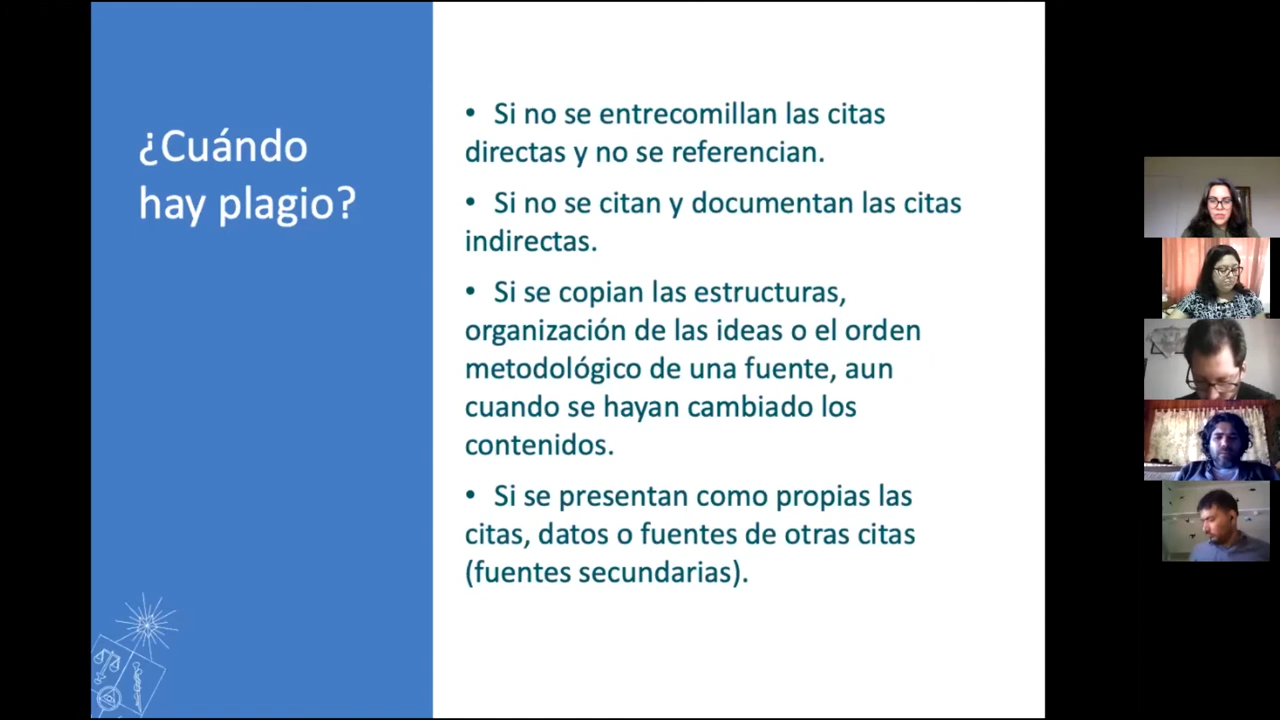 ¿Cuándo
hay plagio?
• Si no se entrecomillan las citas
directas y no se referencian.
• Si no se citan y documentan las citas
indirectas.
• Si se copian las estructuras,
organización de las ideas o el orden
metodológico de una fuente, aun
cuando se hayan cambiado los
contenidos.
• Si se presentan como propias las
citas, datos o fuentes de otras citas
(fuentes secundarias).